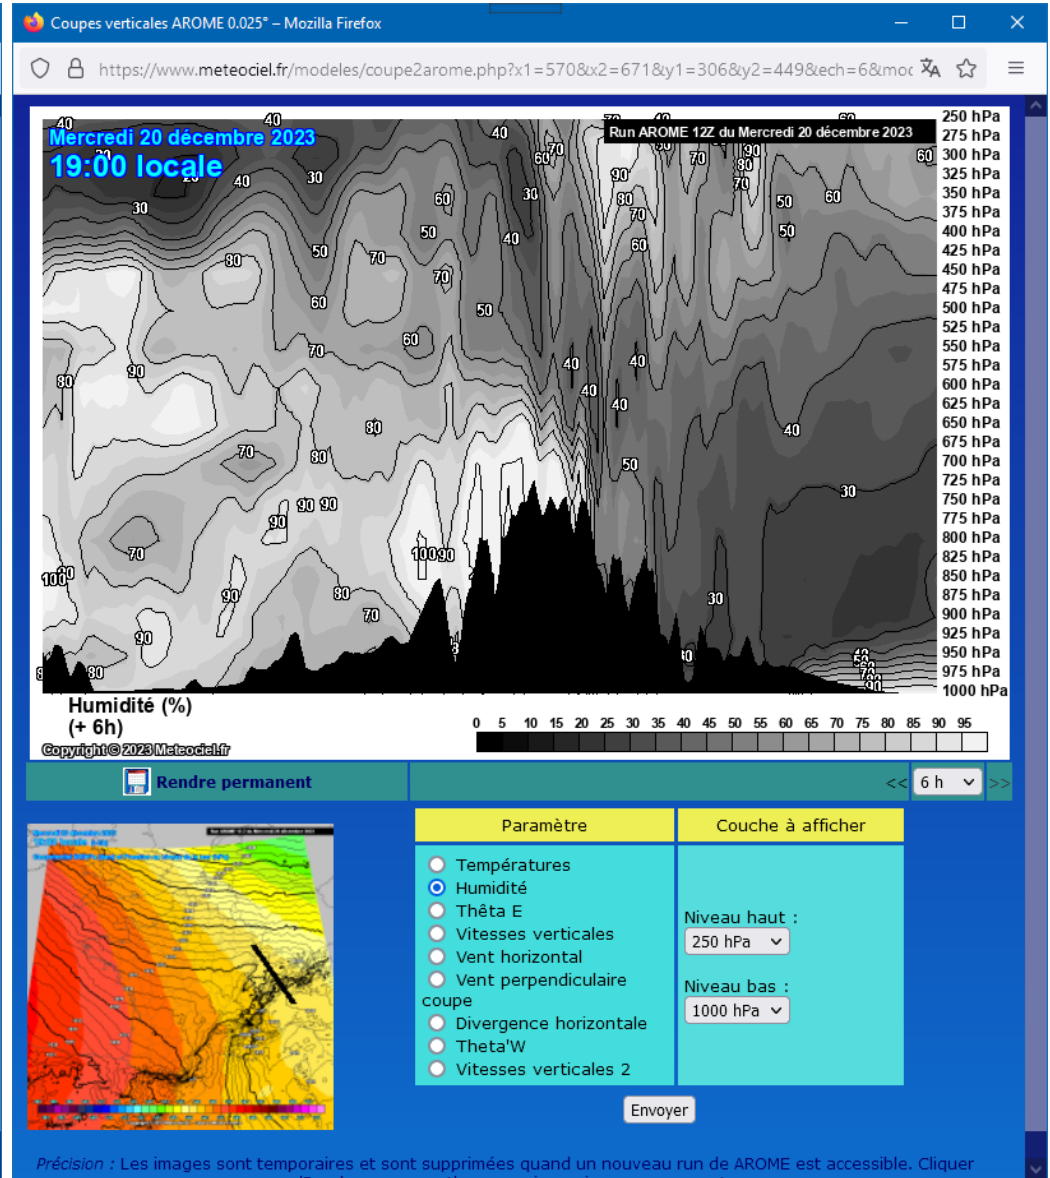 Coupes verticales AROME 0.025° – Mozilla Firefox
https://www.meteociel.fr/modeles/coupe2arome.php?x1=570&x2=671&y1=306&y2=449&ech=6&mod
Mercredi 20 décembre 2023
19:00 locale
Run AROME 12Z du Mercredi 20 décembre 2023
250 hPa
275 hPa
300 hPa
325 hPa
350 hPa
375 hPa
400 hPa
425 hPa
450 hPa
475 hPa
500 hPa
525 hPa
550 hPa
575 hPa
600 hPa
625 hPa
650 hPa
675 hPa
700 hPa
725 hPa
750 hPa
775 hPa
800 hPa
825 hPa
850 hPa
875 hPa
900 hPa
925 hPa
950 hPa
975 hPa
1000 hPa
Humidité (%)
(+ 6h)
0 5 10 15 20 25 30 35 40 45 50 55 60 65 70 75 80 85 90 95
Copyright © 2023 Meteociel.fr
Rendre permanent
<< 6 h >>
Paramètre
Couche à afficher
Températures
Humidité
Thêta E
Vitesses verticales
Vent horizontal
Vent perpendiculaire
coupe
Divergence horizontale
Theta'W
Vitesses verticales 2
Niveau haut :
250 hPa
Niveau bas :
1000 hPa
Envoyer
Précision : Les images sont temporaires et sont supprimées quand un nouveau run de AROME est accessible. Cliquer